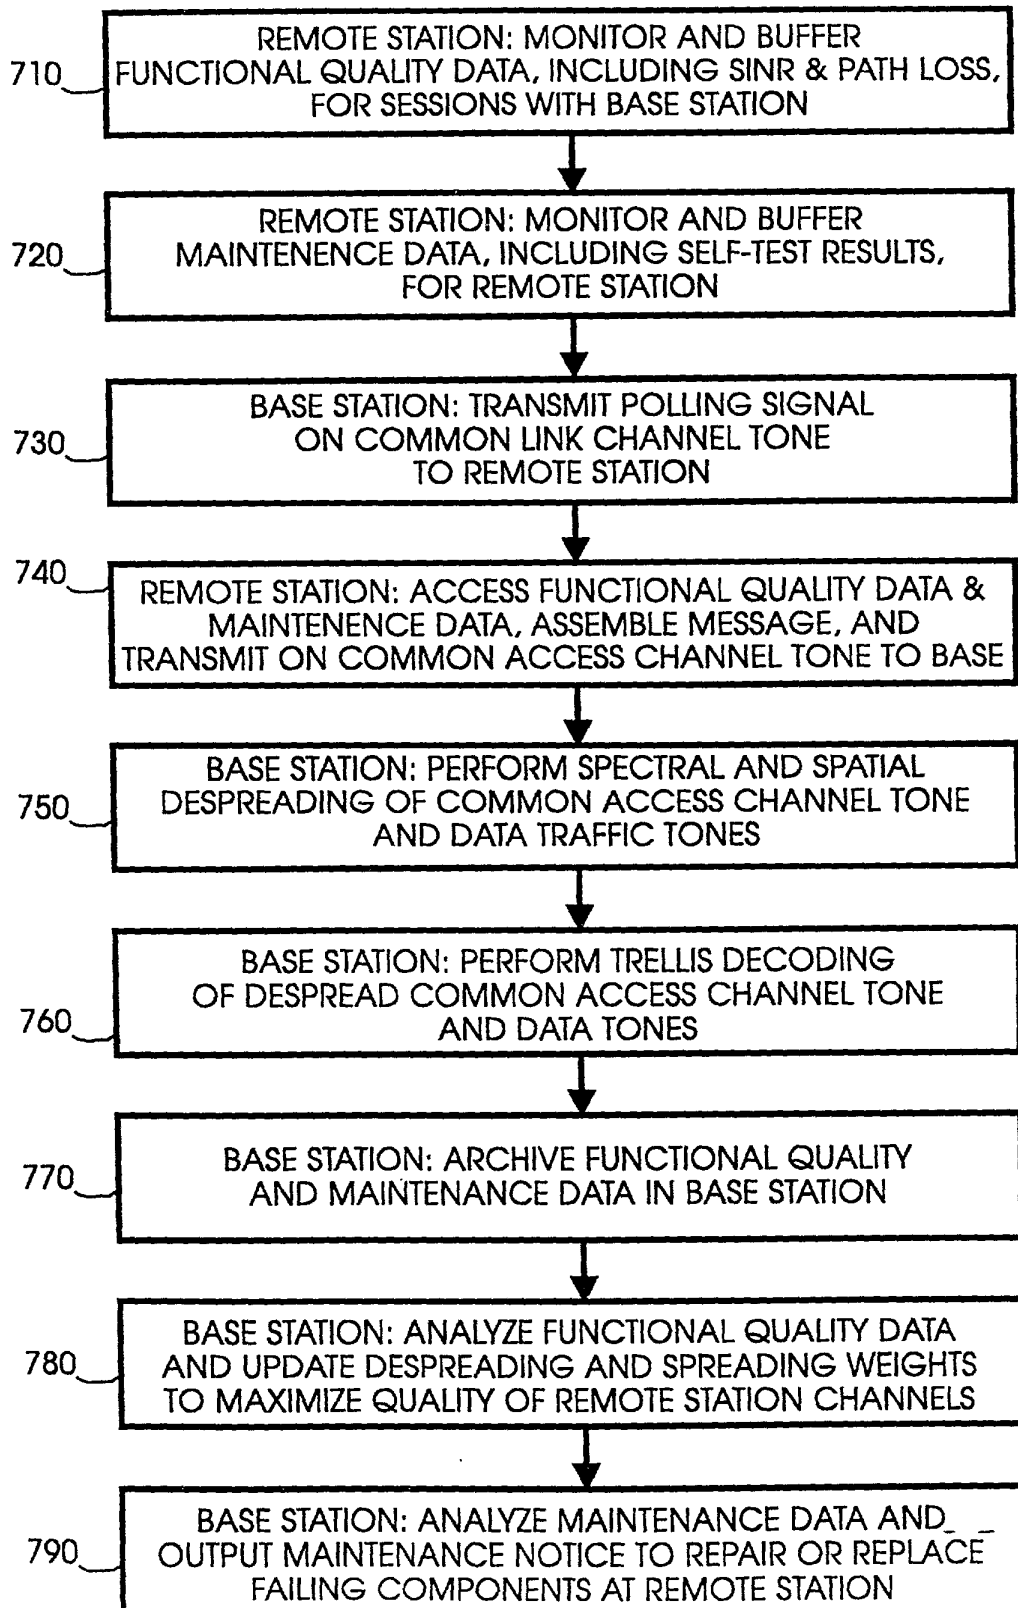 REMOTE STATION: MONITOR AND BUFFER
710
FUNCTIONAL QUALITY DATA, INCLUDING SINR & PATH LOSS,
FOR SESSIONS WITH BASE STATION
REMOTE STATION: MONITOR AND BUFFER
720
MAINTENENCE DATA, INCLUDING SELF-TEST RESULTS,
FOR REMOTE STATION
BASE STATION: TRANSMIT POLLING SIGNAL
730
ON COMMON LINK CHANNEL TONE
TO REMOTE STATION
740
REMOTE STATION: ACCESS FUNCTIONAL QUALITY DATA &
MAINTENENCE DATA, ASSEMBLE MESSAGE, AND
TRANSMIT ON COMMON ACCESS CHANNEL TONE TO BASE
BASE STATION: PERFORM SPECTRAL AND SPATIAL
750
DESPREADING OF COMMON ACCESS CHANNEL TONE
AND DATA TRAFFIC TONES
BASE STATION: PERFORM TRELLIS DECODING
OF DESPREAD COMMON ACCESS CHANNEL TONE
760
AND DATA TONES
BASE STATION: ARCHIVE FUNCTIONAL QUALITY
770
AND MAINTENANCE DATA IN BASE STATION
BASE STATION: ANALYZE FUNCTIONAL QUALITY DATA
780
AND UPDATE DESPREADING AND SPREADING WEIGHTS
TO MAXIMIZE QUALITY OF REMOTE STATION CHANNELS
BASE STATION: ANALYZE MAINTENANCE DATA AND
790
OUTPUT MAINTENANCE NOTICE TO REPAIR OR REPLACE
FAILING COMPONENTS AT REMOTE STATION